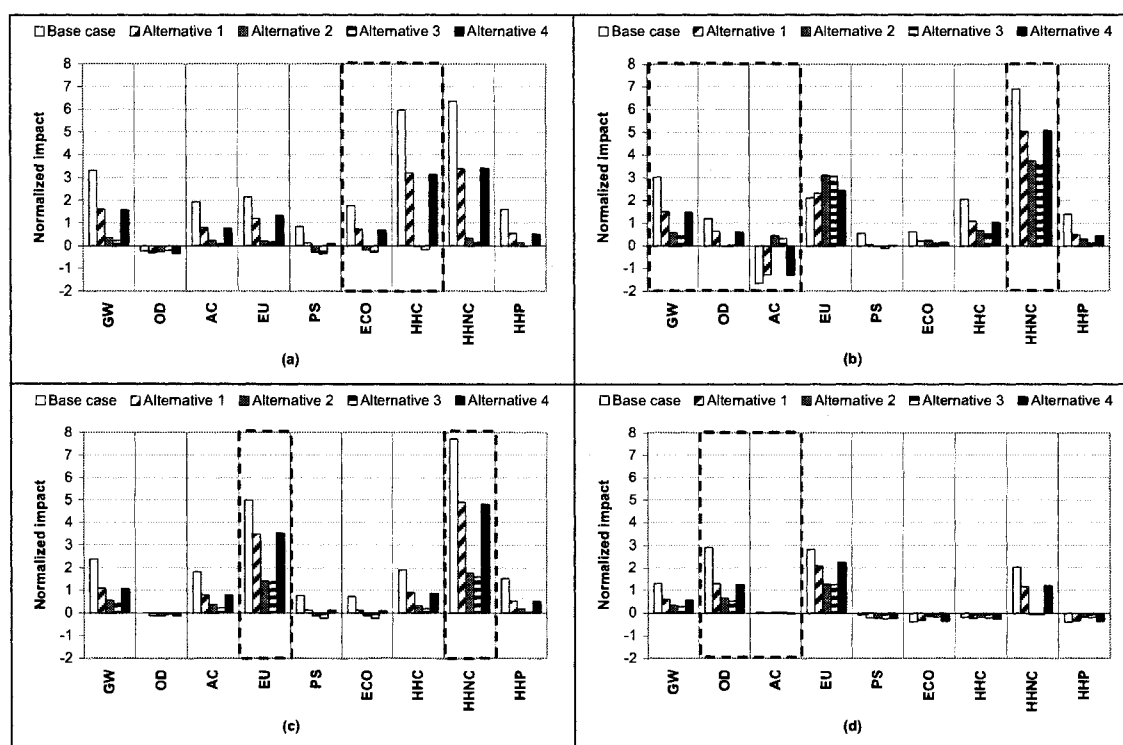 Base case Alternative 1 Alternative 2 Alternative 3 Alternative 4
Normalized impact
8
7
6
5
4
3
2
1
0
-1
-2
GW OD AC EU PS ECO HHC HHNC HHP
(a)
Base case Alternative 1 Alternative 2 Alternative 3 Alternative 4
Normalized impact
8
7
6
5
4
3
2
1
0
-1
-2
GW OD AC EU PS ECO HHC HHNC HHP
(b)
Base case Alternative 1 Alternative 2 Alternative 3 Alternative 4
Normalized impact
8
7
6
5
4
3
2
1
0
-1
-2
GW OD AC EU PS ECO HHC HHNC HHP
(c)
Base case Alternative 1 Alternative 2 Alternative 3 Alternative 4
Normalized impact
8
7
6
5
4
3
2
1
0
-1
-2
GW OD AC EU PS ECO HHC HHNC HHP
(d)